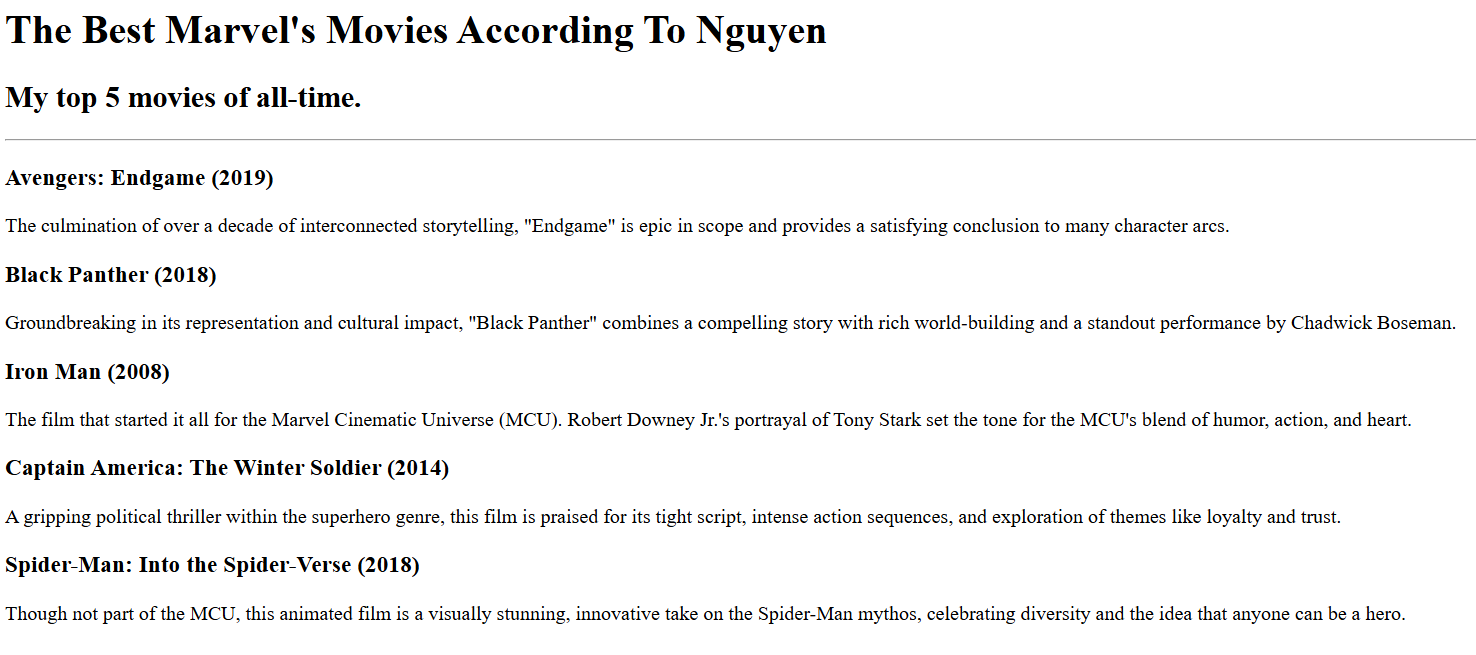 The Best Marvel's Movies According To Nguyen
My top 5 movies of all-time.
Avengers: Endgame (2019)
The culmination of over a decade of interconnected storytelling, "Endgame" is epic in scope and provides a satisfying conclusion to many character arcs.
Black Panther (2018)
Groundbreaking in its representation and cultural impact, "Black Panther" combines a compelling story with rich world-building and a standout performance by Chadwick Boseman.
Iron Man (2008)
The film that started it all for the Marvel Cinematic Universe (MCU). Robert Downey Jr.'s portrayal of Tony Stark set the tone for the MCU's blend of humor, action, and heart.
Captain America: The Winter Soldier (2014)
A gripping political thriller within the superhero genre, this film is praised for its tight script, intense action sequences, and exploration of themes like loyalty and trust.
Spider-Man: Into the Spider-Verse (2018)
Though not part of the MCU, this animated film is a visually stunning, innovative take on the Spider-Man mythos, celebrating diversity and the idea that anyone can be a hero.